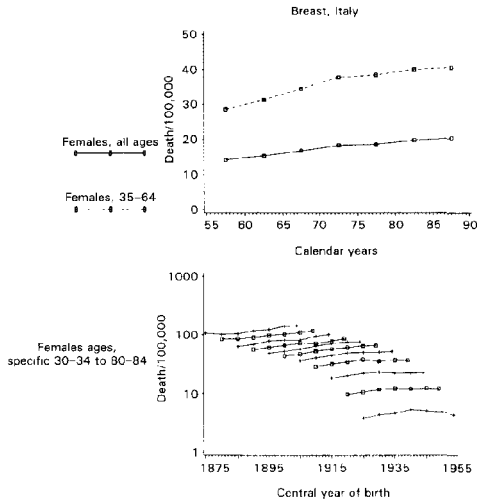 Breast, Italy
50
40
30
20
10
0
Death/100,000
55 60 65 70 75 80 85 90
Calendar years
Females, all ages
Females, 35–64
1000
100
10
1
Death/100,000
1875 1895 1915 1935 1955
Central year of birth
Females ages,
specific 30–34 to 80–84